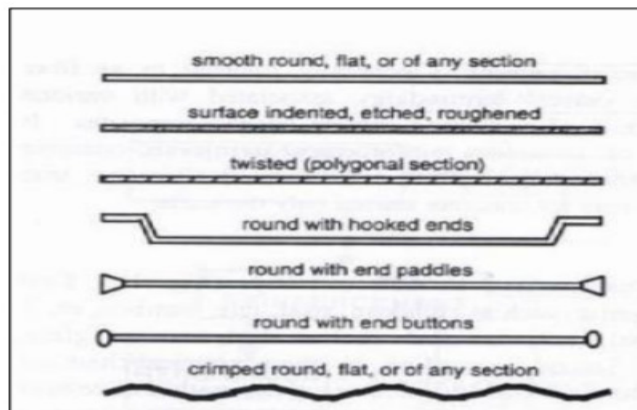 smooth round, flat, or of any section
surface indented, etched, roughened
twisted (polygonal section)
round with hooked ends
round with end paddles
round with end buttons
crimped round, flat, or of any section